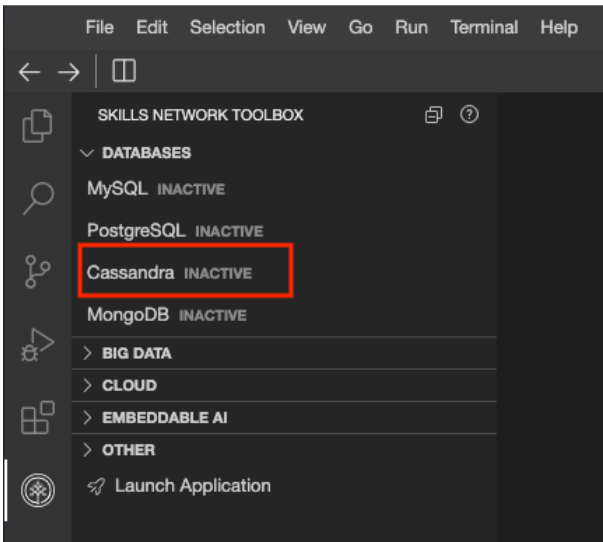 File Edit Selection View Go Run Terminal Help
SKILLS NETWORK TOOLBOX
DATABASES
MySQL INACTIVE
PostgreSQL INACTIVE
Cassandra INACTIVE
MongoDB INACTIVE
BIG DATA
CLOUD
EMBEDDABLE AI
OTHER
Launch Application